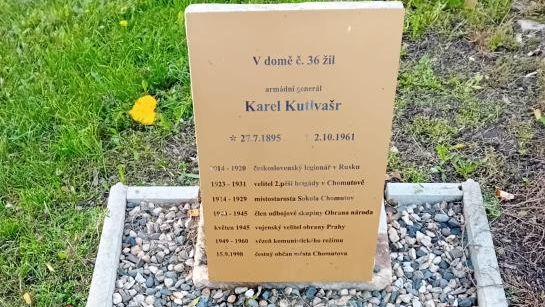 V domě č. 36 žil
armádní generál
Karel Kutlvašr
* 27.7.1895 † 2.10.1961
1914 - 1920 československý legionář v Rusku
1923 - 1931 velitel 2.pěší brigády v Chomutově
1914 - 1929 místostarosta Sokola Chomutov
1939 - 1945 člen odbojové skupiny Obrana národa
květen 1945 vojenský velitel obrany Prahy
1949 - 1960 vězeň komunistického režimu
15.9.1998 čestný občan města Chomutova